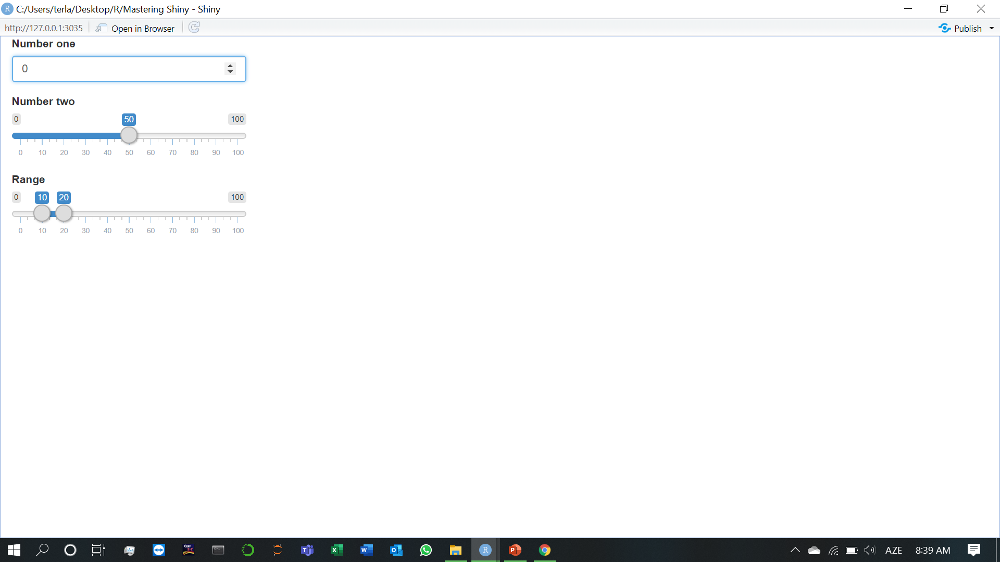 R C:/Users/terla/Desktop/R/Mastering Shiny - Shiny
http://127.0.0.1:3035 Open in Browser Publish
Number one
0
Number two
0 50 100
0 10 20 30 40 50 60 70 80 90 100
Range
0 10 20 100
0 10 20 30 40 50 60 70 80 90 100
CLD E-T T X W O R P AZE 8:39 AM